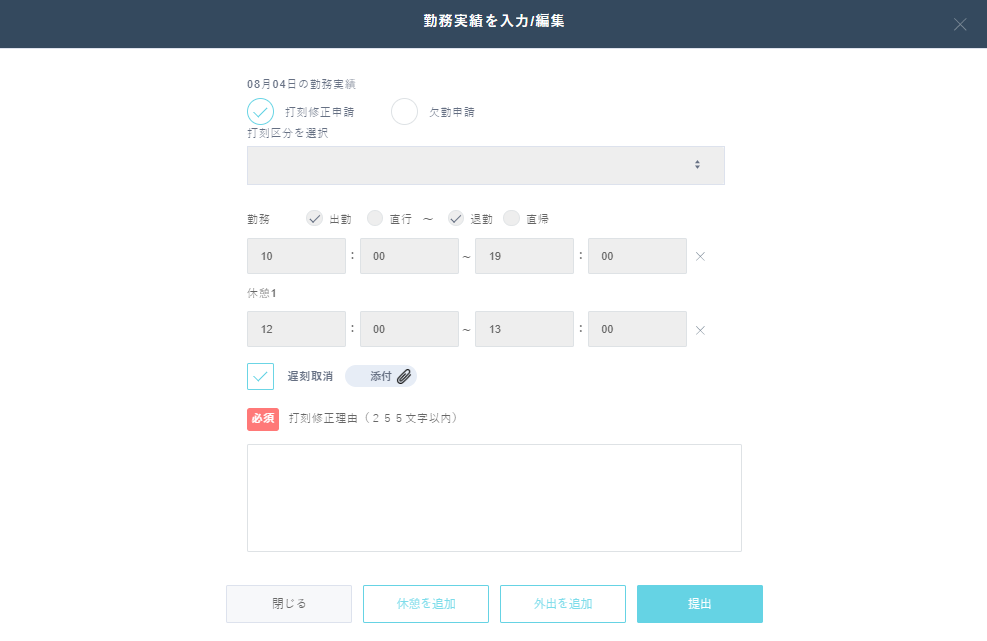 勤務実績を入力/編集
08月04日の勤務実績
打刻修正申請 欠勤申請
打刻区分を選択
勤務 出勤 直行 ～ 退勤 直帰
10 : 00 ~ 19 : 00
休憩1
12 : 00 ~ 13 : 00
遅刻取消 添付
必須 打刻修正理由（２５５文字以内）
閉じる 休憩を追加 外出を追加 提出